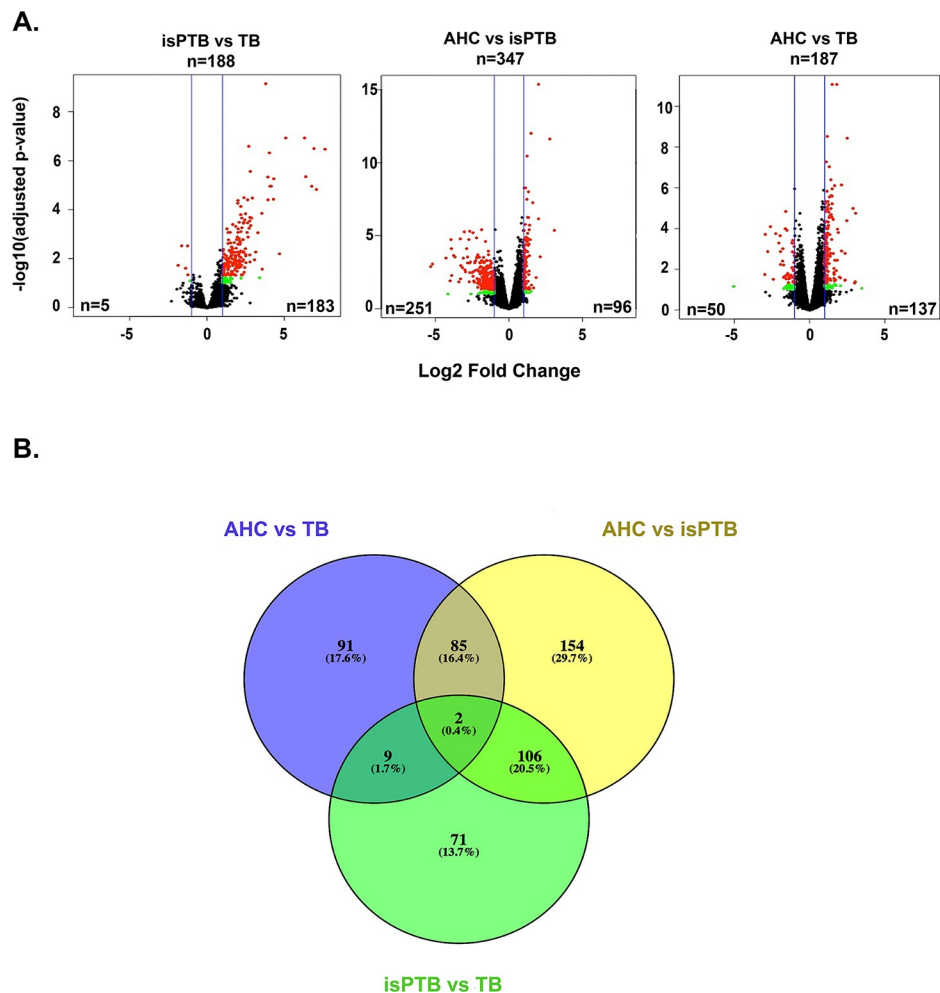 A.
isPTB vs TB
n=188
AHC vs isPTB
n=347
AHC vs TB
n=187
-log10(adjusted p-value)
8
6
4
2
0
n=5
n=183
-5
0
5
15
10
5
0
n=251
n=96
-5
0
5
10
8
6
4
2
0
n=50
n=137
-5
0
5
Log2 Fold Change
B.
AHC vs TB
AHC vs isPTB
91
(17.6%)
85
(16.4%)
154
(29.7%)
2
(0.4%)
9
(1.7%)
106
(20.5%)
71
(13.7%)
isPTB vs TB